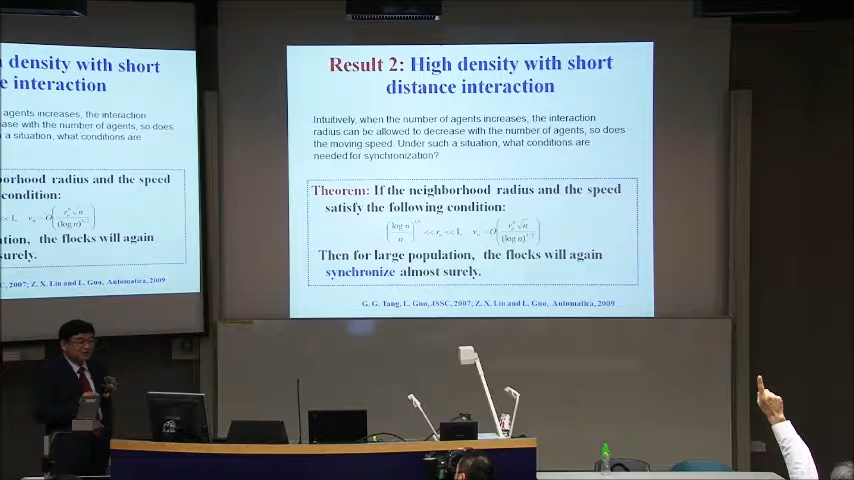 density with short
e interaction
agents increases, the interaction
ase with the number of agents, so does
a situation, what conditions are
orhood radius and the speed
condition:
ation, the flocks will again
surely.
C, 2007; Z. X. Liu and L. Guo, Automatica, 2009
Result 2: High density with short
distance interaction
Intuitively, when the number of agents increases, the interaction
radius can be allowed to decrease with the number of agents, so does
the moving speed. Under such a situation, what conditions are
needed for synchronization?
Theorem: If the neighborhood radius and the speed
satisfy the following condition:
Then for large population, the flocks will again
synchronize almost surely.
G. G. Tang, L. Guo, JSSC, 2007; Z. X. Liu and L. Guo, Automatica, 2009